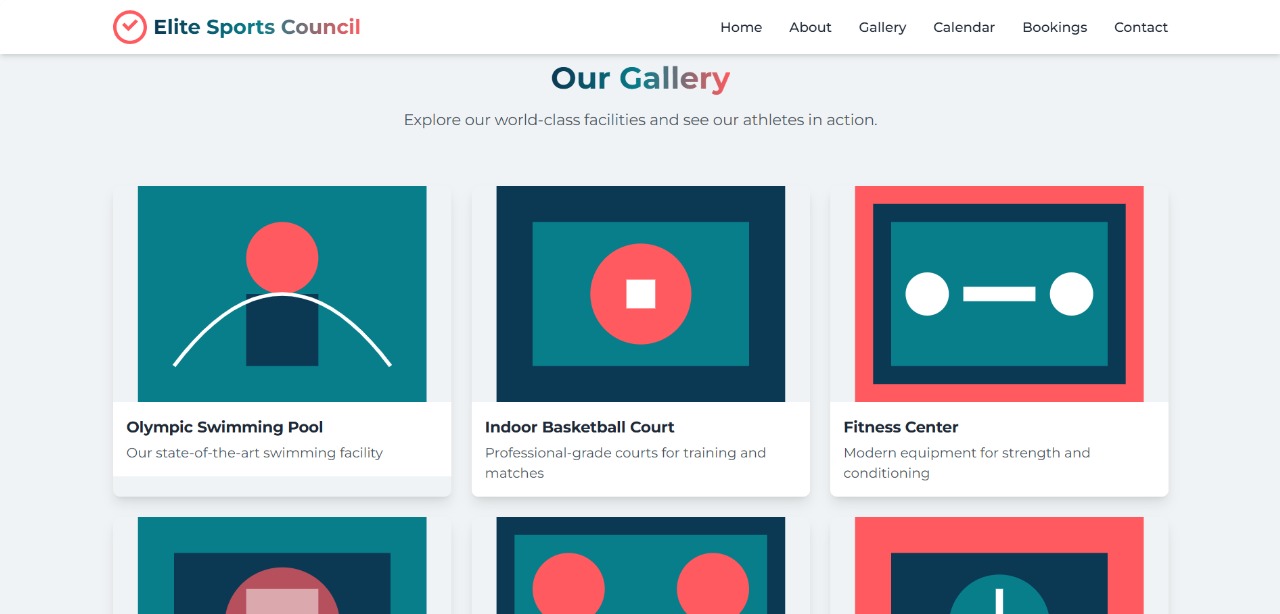 Elite Sports Council
Home
About
Gallery
Calendar
Bookings
Contact
Our Gallery
Explore our world-class facilities and see our athletes in action.
Olympic Swimming Pool
Our state-of-the-art swimming facility
Indoor Basketball Court
Professional-grade courts for training and
matches
Fitness Center
Modern equipment for strength and
conditioning